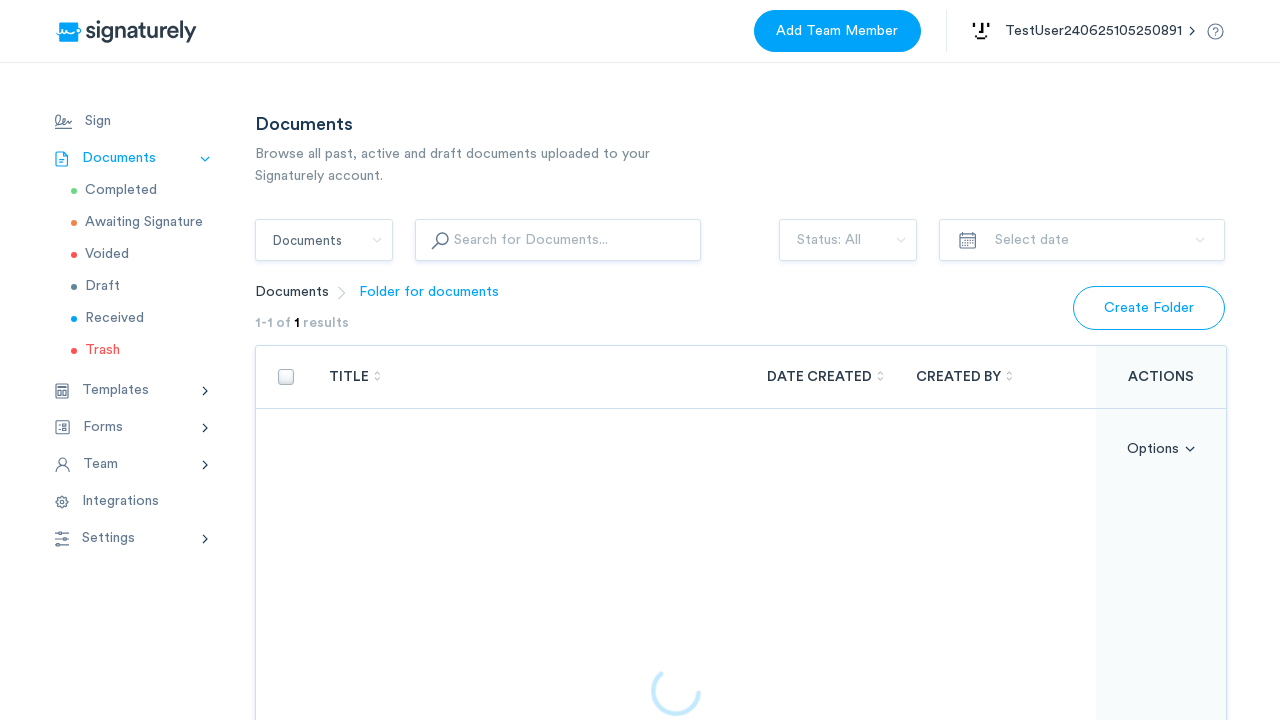 signaturely
Add Team Member
TestUser240625105250891
Sign
Documents
Completed
Awaiting Signature
Voided
Draft
Received
Trash
Templates
Forms
Team
Integrations
Settings
Documents
Browse all past, active and draft documents uploaded to your
Signaturely account.
Documents
Search for Documents...
Status: All
Select date
Documents
Folder for documents
1-1 of 1 results
Create Folder
TITLE
DATE CREATED
CREATED BY
ACTIONS
Options